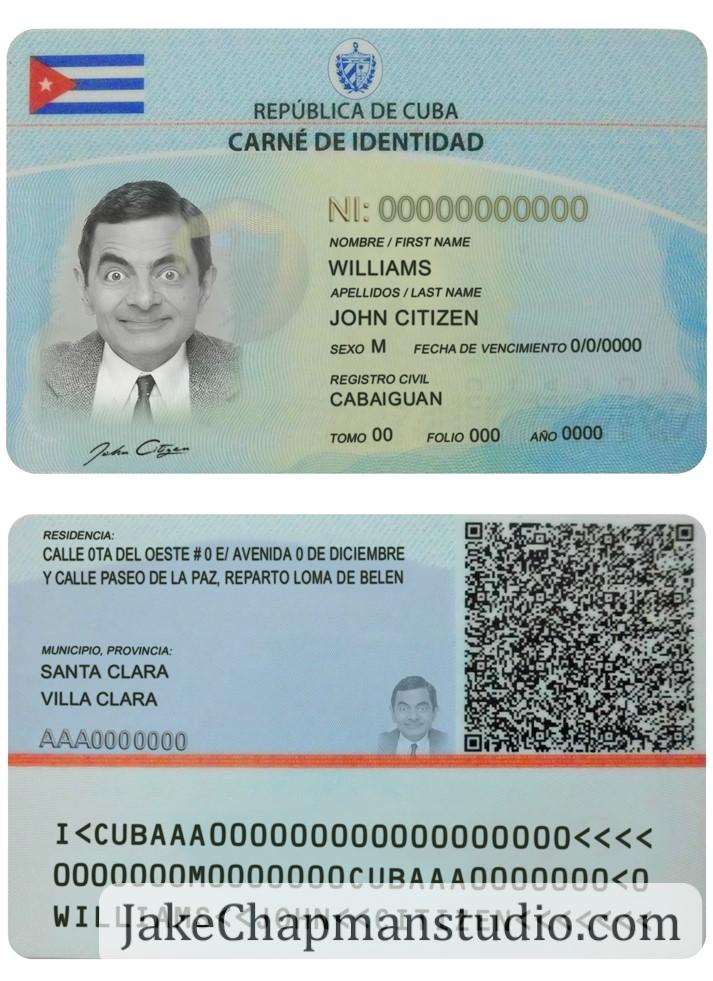 REPÚBLICA DE CUBA
CARNÉ DE IDENTIDAD
NI: 00000000000
NOMBRE / FIRST NAME
WILLIAMS
APELLIDOS / LAST NAME
JOHN CITIZEN
SEXO M FECHA DE VENCIMIENTO 0/0/0000
REGISTRO CIVIL
CABAIGUAN
TOMO 00 FOLIO 000 AÑO 0000
John Citizen
RESIDENCIA:
CALLE 0TA DEL OESTE # 0 E/ AVENIDA 0 DE DICIEMBRE
Y CALLE PASEO DE LA PAZ, REPARTO LOMA DE BELEN
MUNICIPIO, PROVINCIA:
SANTA CLARA
VILLA CLARA
AAA0000000
I<CUBAAA0000000000000000000<<<<
0000000M0000000CUBAAA0000000<0
WILLIAMS<<JOHN<<CITIZEN<<<<<<<
JakeChapmanstudio.com